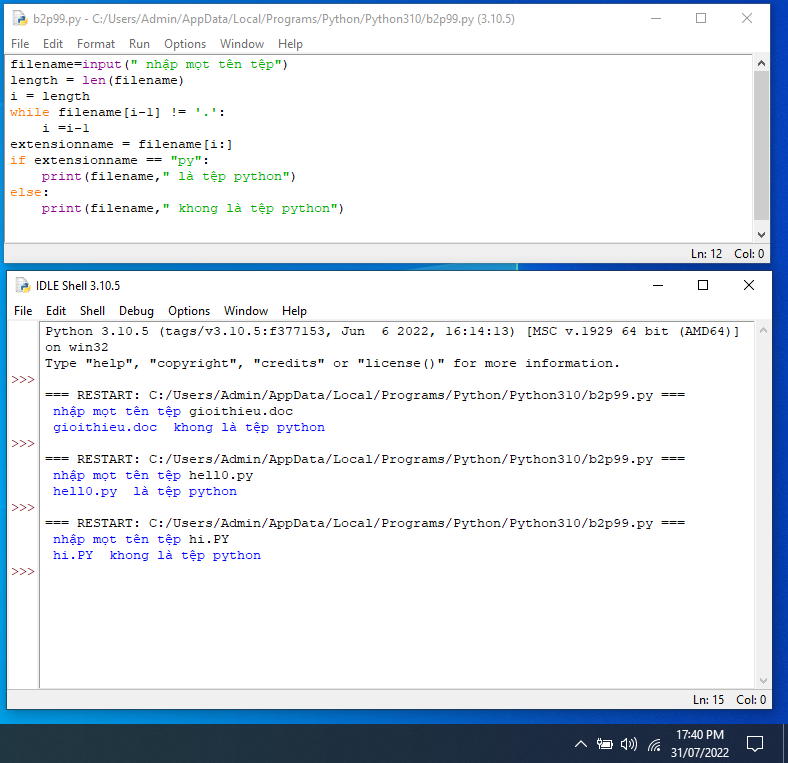 b2p99.py - C:/Users/Admin/AppData/Local/Programs/Python/Python310/b2p99.py (3.10.5)
File Edit Format Run Options Window Help
filename=input(" nhập mọt tên tệp")
length = len(filename)
i = length
while filename[i-1] != '.':
    i =i-1
extensionname = filename[i:]
if extensionname == "py":
    print(filename," là tệp python")
else:
    print(filename," khong là tệp python")
Ln: 12 Col: 0
IDLE Shell 3.10.5
File Edit Shell Debug Options Window Help
Python 3.10.5 (tags/v3.10.5:f377153, Jun  6 2022, 16:14:13) [MSC v.1929 64 bit (AMD64)]
on win32
Type "help", "copyright", "credits" or "license()" for more information.
>>>
=== RESTART: C:/Users/Admin/AppData/Local/Programs/Python/Python310/b2p99.py ===
 nhập mọt tên tệp gioithieu.doc
 gioithieu.doc  khong là tệp python
>>>
=== RESTART: C:/Users/Admin/AppData/Local/Programs/Python/Python310/b2p99.py ===
 nhập mọt tên tệp hell0.py
 hell0.py  là tệp python
>>>
=== RESTART: C:/Users/Admin/AppData/Local/Programs/Python/Python310/b2p99.py ===
 nhập mọt tên tệp hi.PY
 hi.PY  khong là tệp python
>>>
Ln: 15 Col: 0
17:40 PM
31/07/2022